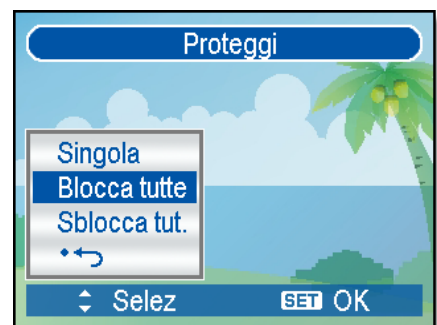 Proteggi
Singola
Blocca tutte
Sblocca tut.
Selez SET OK